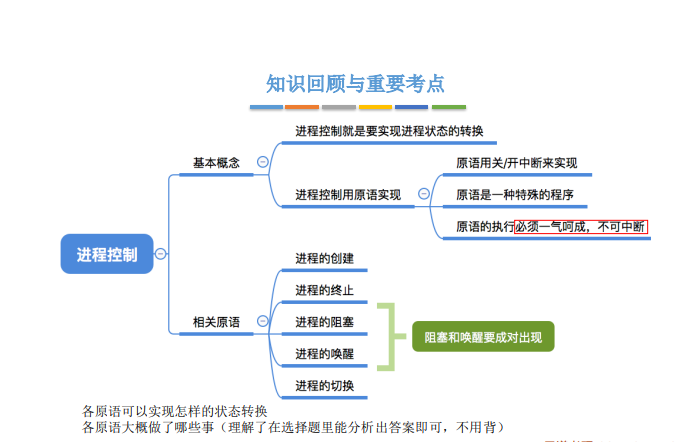 知识回顾与重要考点
进程控制就是要实现进程状态的转换
基本概念
原语用关/开中断来实现
进程控制用原语实现
原语是一种特殊的程序
原语的执行必须一气呵成，不可中断
进程控制
进程的创建
进程的终止
相关原语
进程的阻塞
阻塞和唤醒要成对出现
进程的唤醒
进程的切换
各原语可以实现怎样的状态转换
各原语大概做了哪些事（理解了在选择题里能分析出答案即可，不用背）